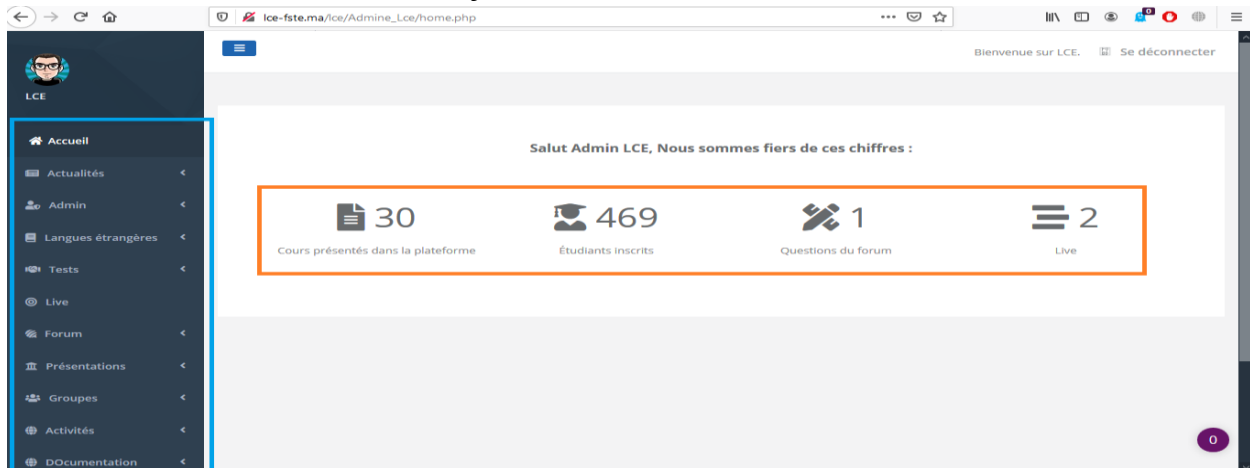 lce-fste.ma/lce/Admine_Lce/home.php
0
Bienvenue sur LCE.
Se déconnecter
LCE
Accueil
Actualités
Admin
Langues étrangères
Tests
Live
Forum
Présentations
Groupes
Activités
DOcumentation
Salut Admin LCE, Nous sommes fiers de ces chiffres :
30
Cours présentés dans la plateforme
469
Étudiants inscrits
1
Questions du forum
2
Live
0